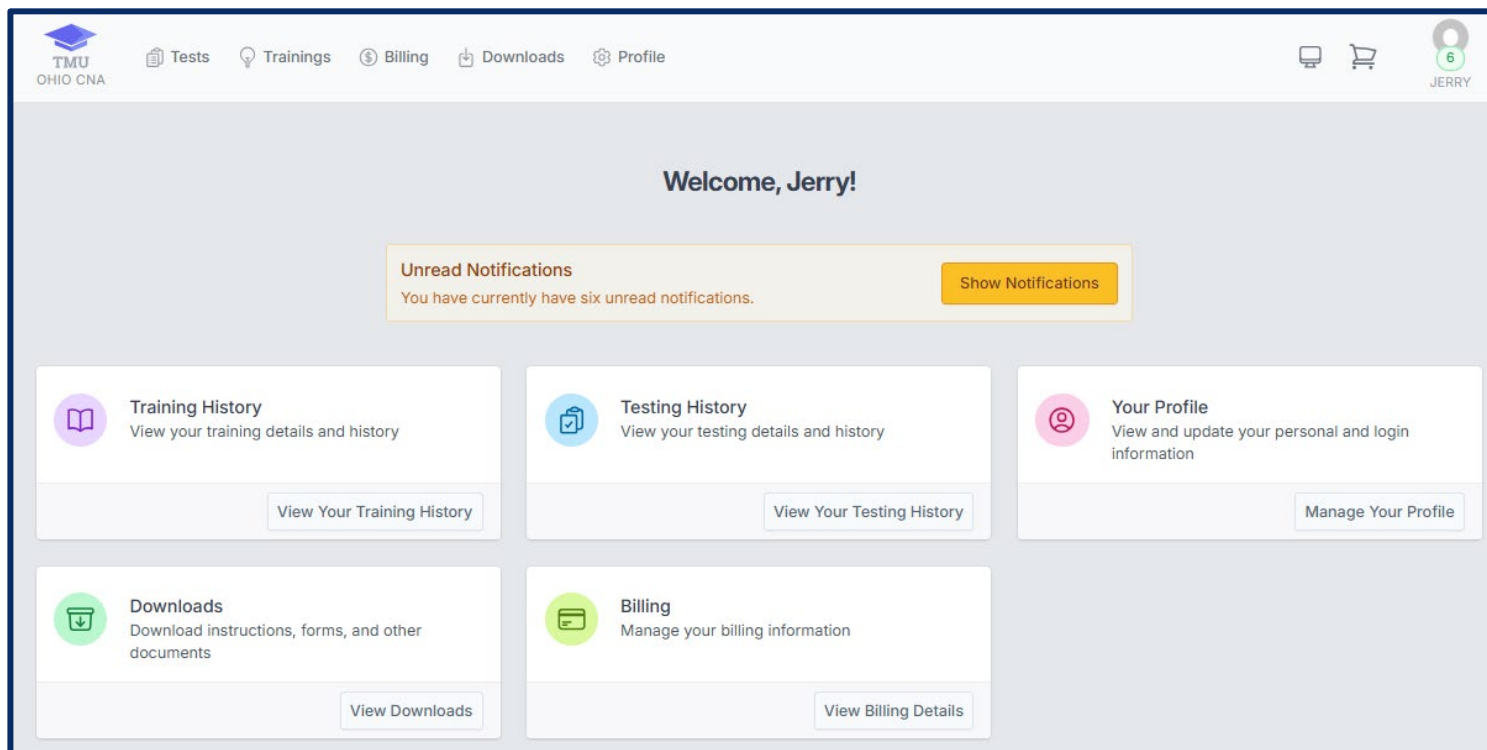 TMU
OHIO CNA
Tests
Trainings
Billing
Downloads
Profile
6
JERRY
Welcome, Jerry!
Unread Notifications
You have currently have six unread notifications.
Show Notifications
Training History
View your training details and history
View Your Training History
Testing History
View your testing details and history
View Your Testing History
Your Profile
View and update your personal and login
information
Manage Your Profile
Downloads
Download instructions, forms, and other
documents
View Downloads
Billing
Manage your billing information
View Billing Details